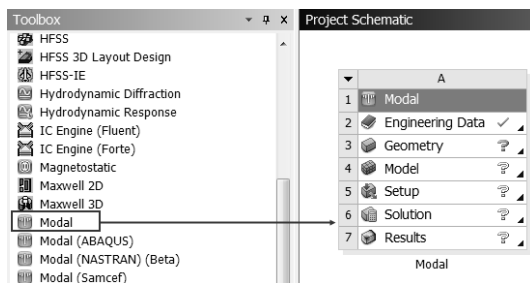 Toolbox
HFSS
HFSS 3D Layout Design
HFSS-IE
Hydrodynamic Diffraction
Hydrodynamic Response
IC Engine (Fluent)
IC Engine (Forte)
Magnetostatic
Maxwell 2D
Maxwell 3D
Modal
Modal (ABAQUS)
Modal (NASTRAN) (Beta)
Modal (Samcef)
Project Schematic
A
1 Modal
2 Engineering Data
3 Geometry
4 Model
5 Setup
6 Solution
7 Results
Modal